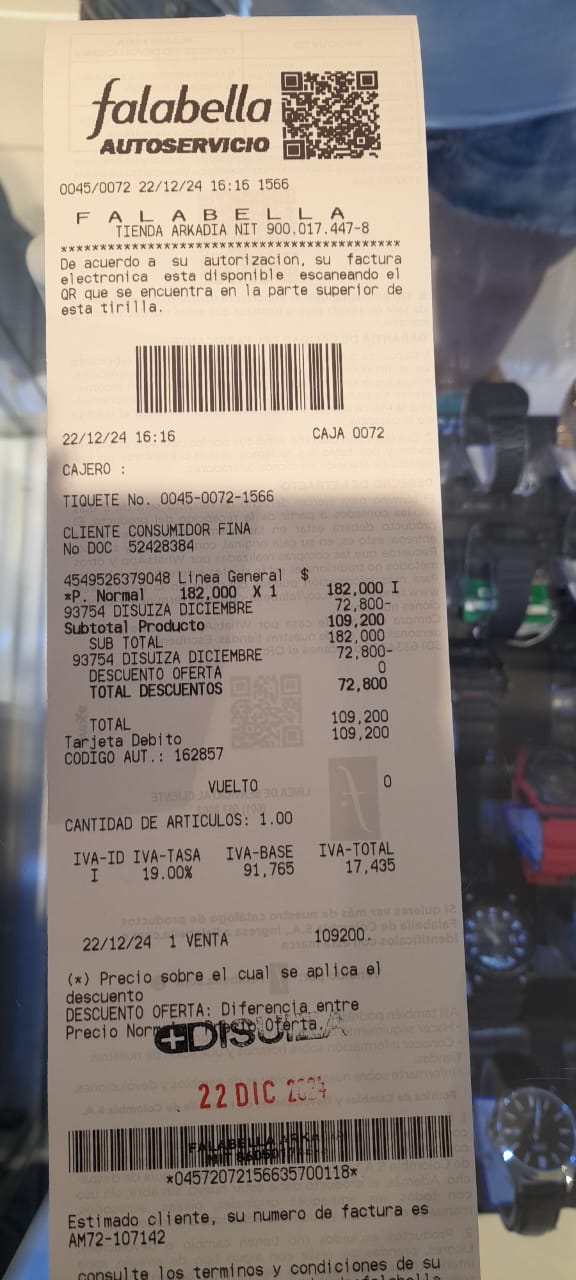 falabella
AUTOSERVICIO
0045/0072 22/12/24 16:16 1566
F A L A B E L L A
TIENDA ARKADIA NIT 900.017.447-8
******************************************
De acuerdo a su autorizacion, su factura
electronica esta disponible escaneando el
QR que se encuentra en la parte superior de
esta tirilla.
22/12/24 16:16 CAJA 0072
CAJERO :
TIQUETE No. 0045-0072-1566
CLIENTE CONSUMIDOR FINA
No DOC 52428384
4549526379048 Linea General $
*P. Normal 182,000 X 1 182,000 I
93754 DISUIZA DICIEMBRE 72,800-
Subtotal Producto 109,200
SUB TOTAL 182,000
93754 DISUIZA DICIEMBRE 72,800-
DESCUENTO OFERTA 0
TOTAL DESCUENTOS 72,800
TOTAL 109,200
Tarjeta Debito 109,200
CODIGO AUT.: 162857
VUELTO 0
CANTIDAD DE ARTICULOS: 1.00
IVA-ID IVA-TASA IVA-BASE IVA-TOTAL
I 19.00% 91,765 17,435
22/12/24 1 VENTA 109200.
(*) Precio sobre el cual se aplica el
descuento
DESCUENTO OFERTA: Diferencia entre
Precio Oferta.
DISUIZA
22 DIC 2024
FALABELLA
*04572072156635700118*
Estimado cliente, su numero de factura es
AM72-107142
consulte los terminos y condiciones de su